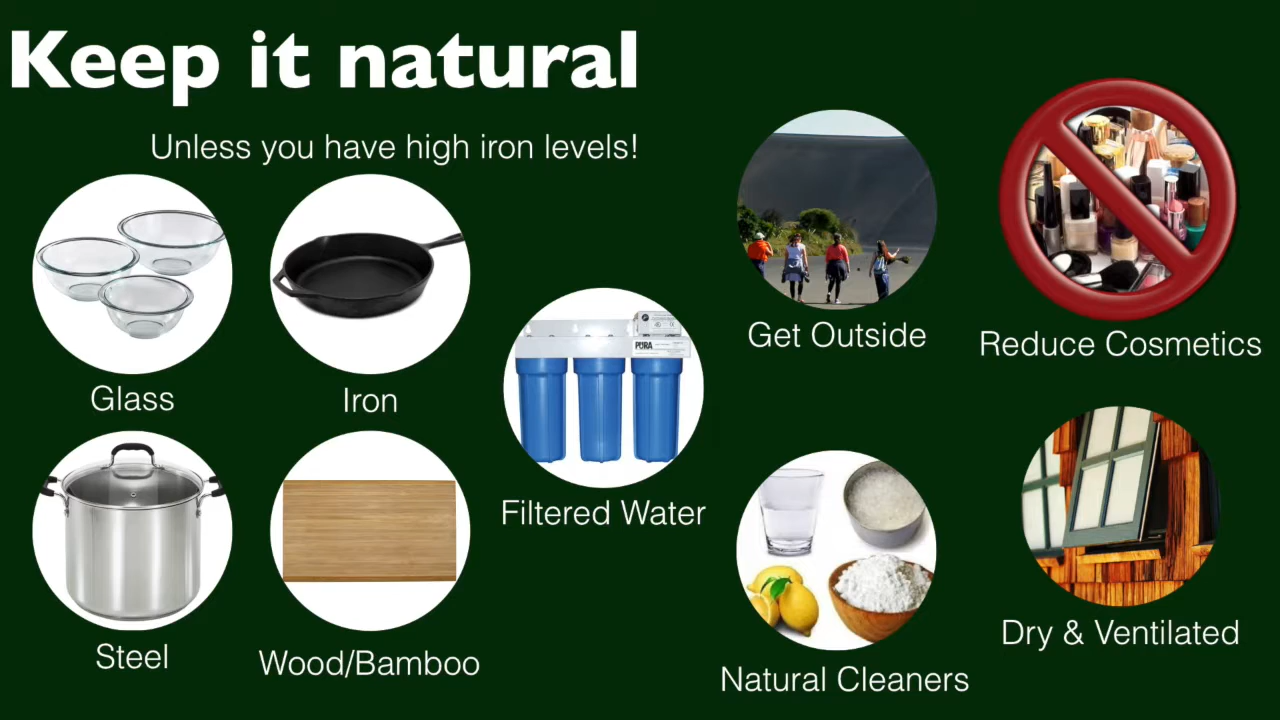 Keep it natural
Unless you have high iron levels!
Glass
Iron
Steel
Wood/Bamboo
PURA
Filtered Water
Get Outside
Reduce Cosmetics
Natural Cleaners
Dry & Ventilated